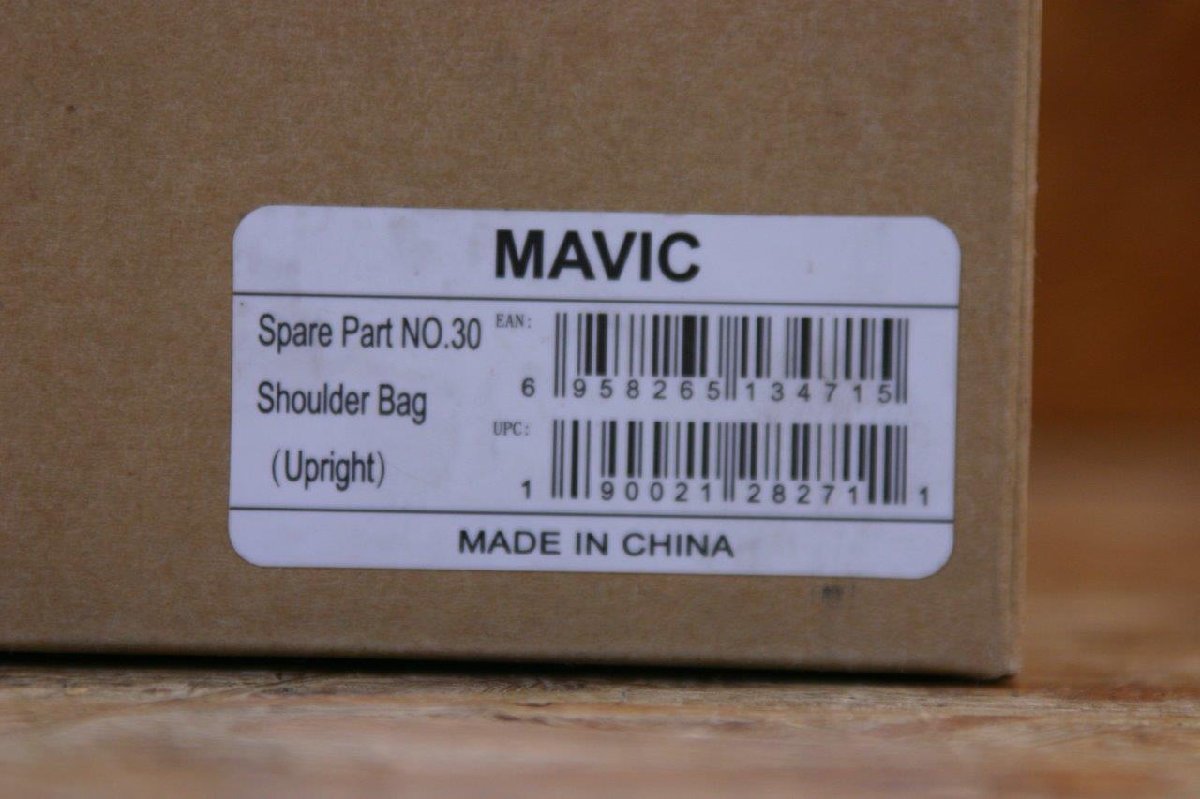 MAVIC
Spare Part NO.30
Shoulder Bag
(Upright)
EAN:
6 958265 134715
UPC:
1 90021 28271 1
MADE IN CHINA